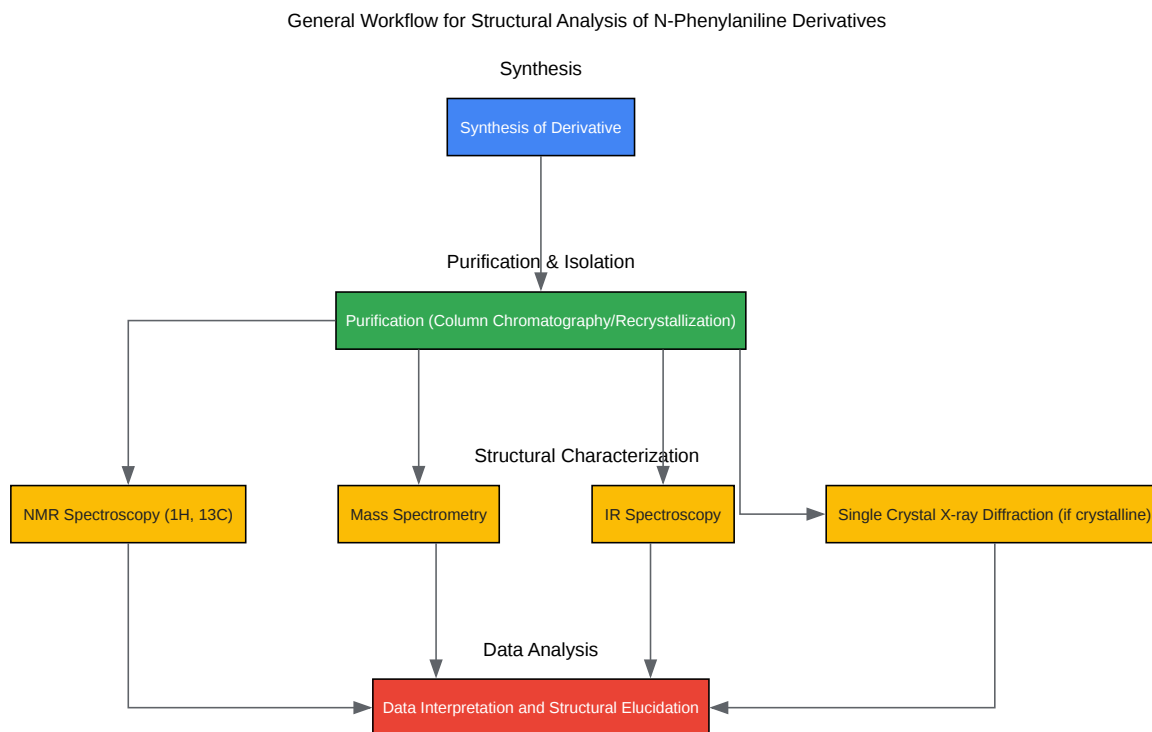 General Workflow for Structural Analysis of N-Phenylaniline Derivatives
Synthesis
Synthesis of Derivative
Purification & Isolation
Purification (Column Chromatography/Recrystallization)
Structural Characterization
NMR Spectroscopy (1H, 13C)
Mass Spectrometry
IR Spectroscopy
Single Crystal X-ray Diffraction (if crystalline)
Data Analysis
Data Interpretation and Structural Elucidation